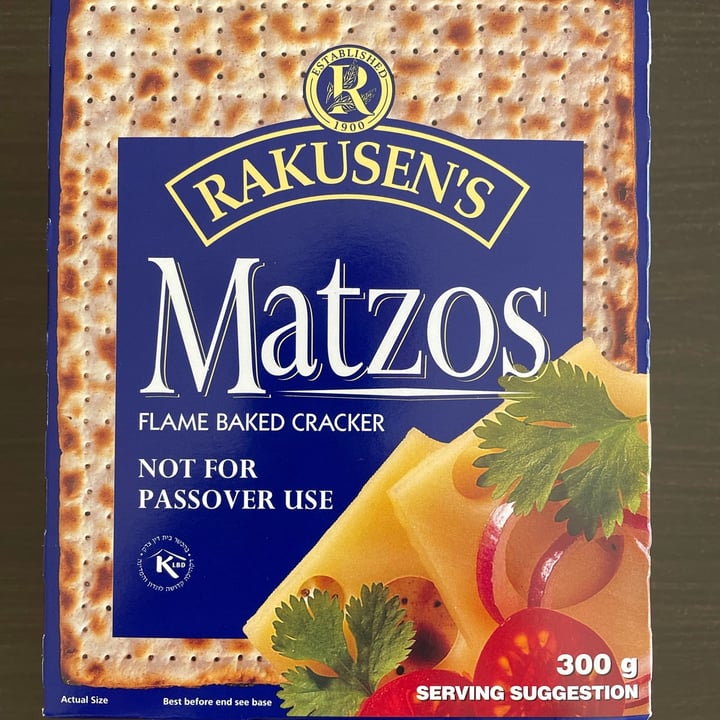 ESTABLISHED
R
1900
RAKUSEN'S
Matzos
FLAME BAKED CRACKER
NOT FOR
PASSOVER USE
K LBD
300 g
SERVING SUGGESTION
Actual Size
Best before end see base